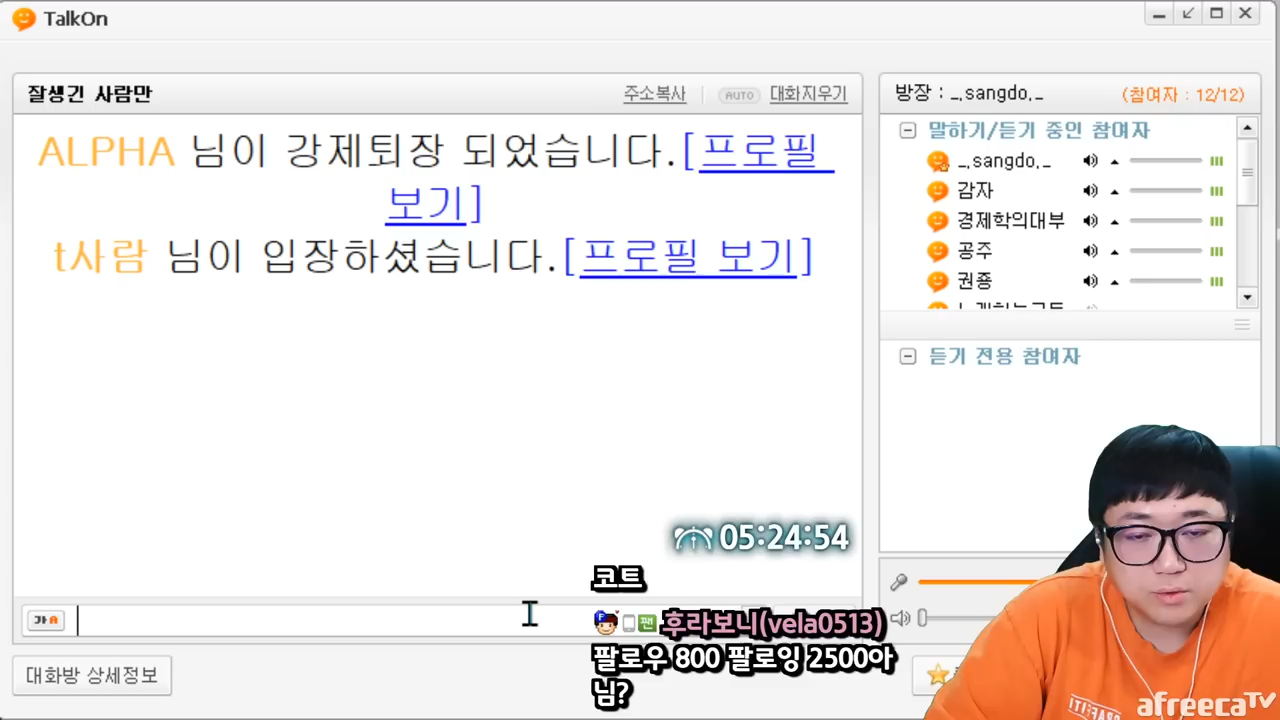 TalkOn
잘생긴 사람만
주소복사
AUTO
대화지우기
ALPHA 님이 강제퇴장 되었습니다.[프로필
보기]
t사람 님이 입장하셨습니다.[프로필 보기]
방장 : _.sangdo._
(참여자 : 12/12)
말하기/듣기 중인 참여자
_.sangdo._
감자
경제학의대부
공주
권죵
듣기 전용 참여자
05:24:54
코트
팬 후라보니(vela0513)
팔로우 800 팔로잉 2500아
님?
가A
대화방 상세정보
afreecaTV